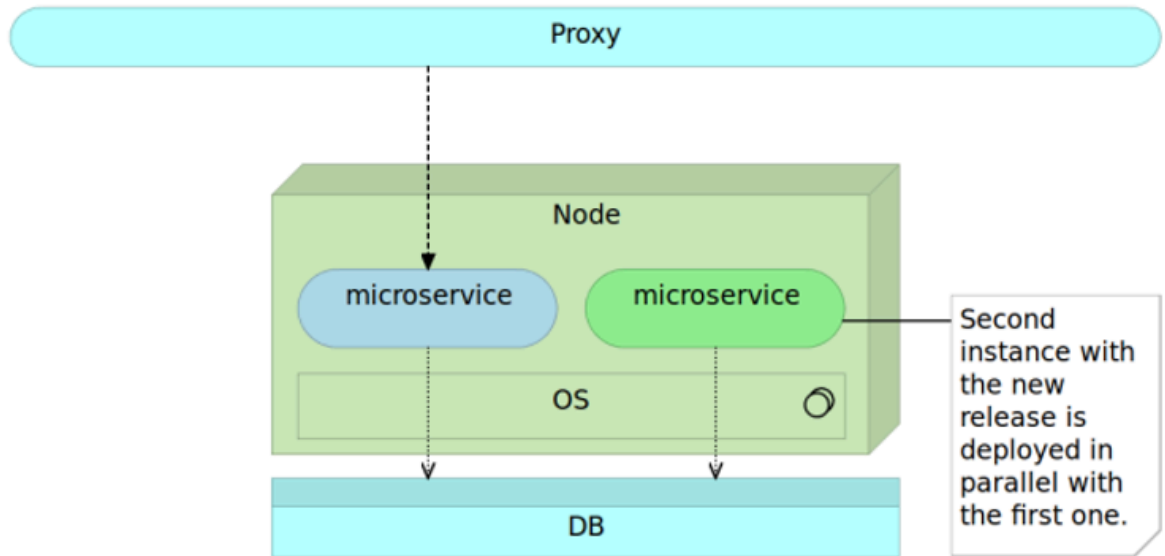 Proxy
Node
microservice
microservice
OS
DB
Second
instance with
the new
release is
deployed in
parallel with
the first one.